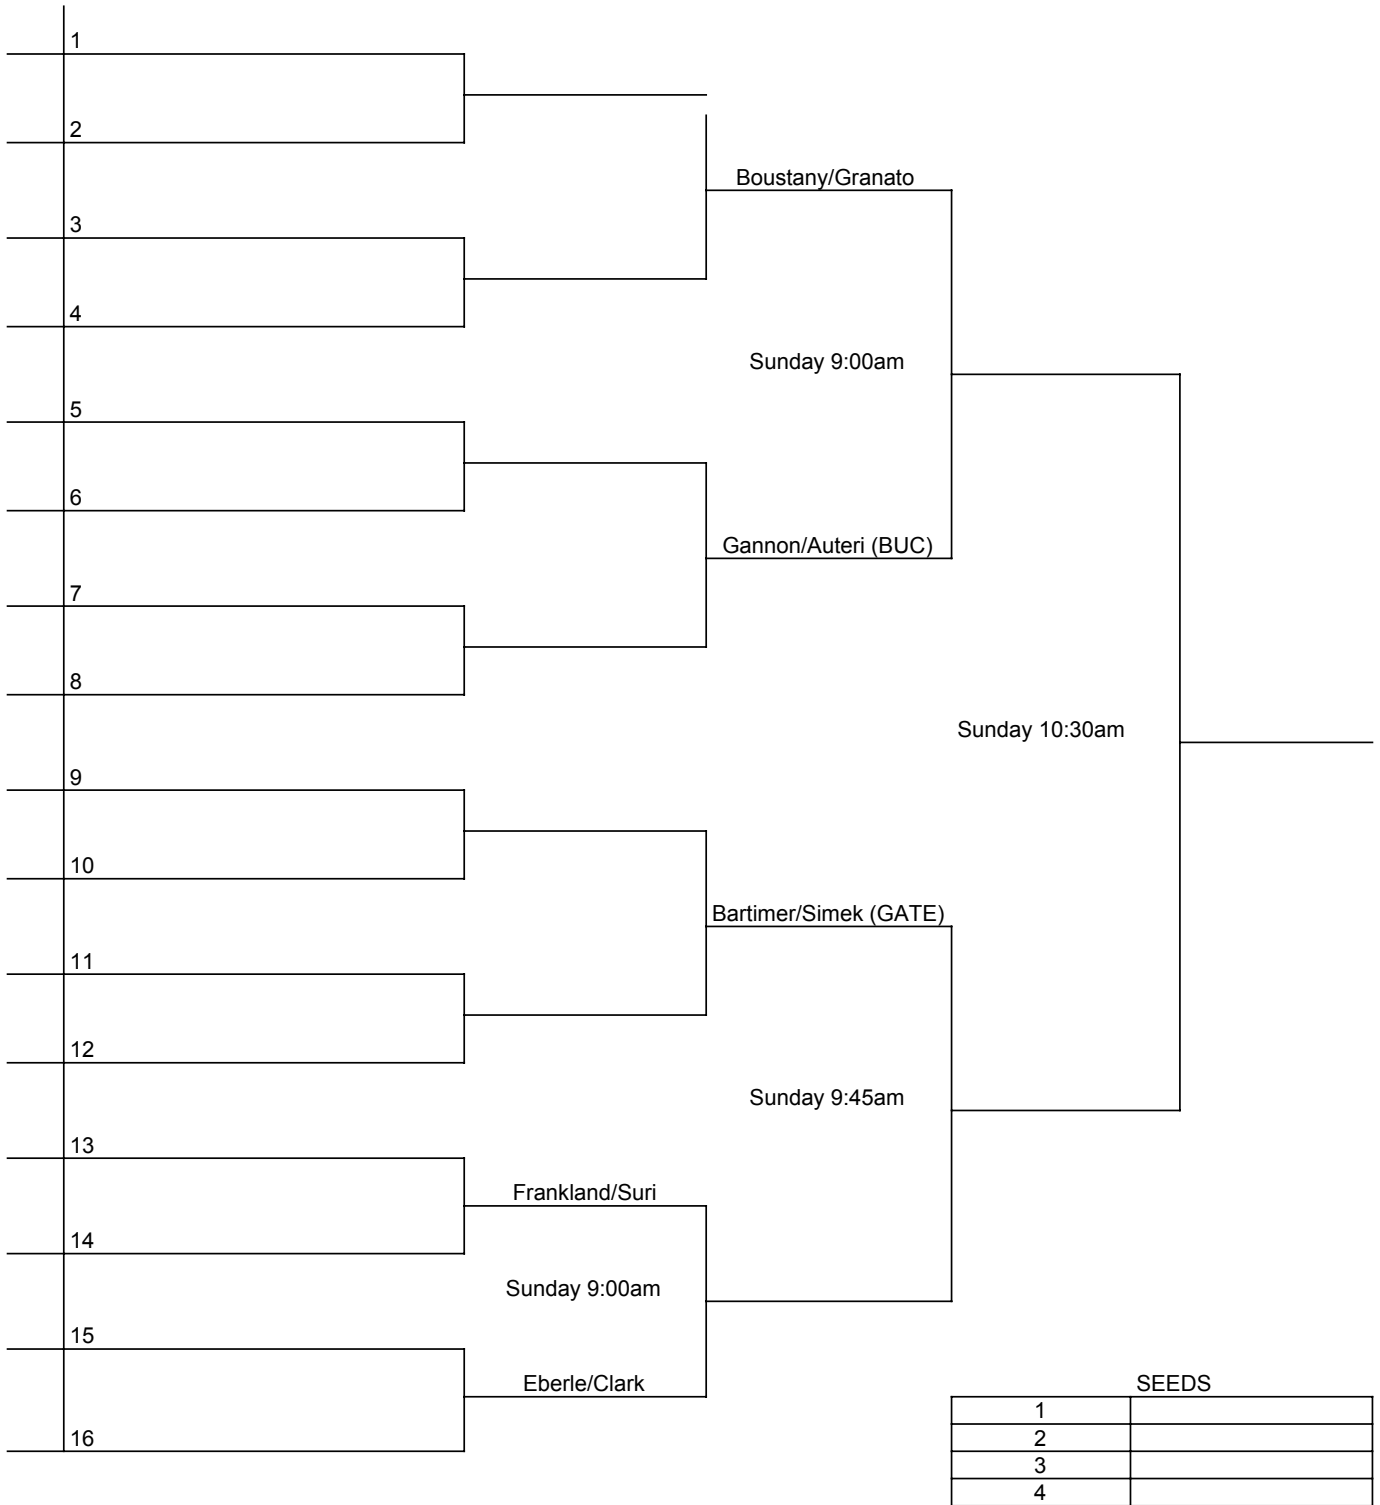 1
2
Boustany/Granato
3
4
Sunday 9:00am
5
6
Gannon/Auteri (BUC)
7
8
Sunday 10:30am
9
10
Bartimer/Simek (GATE)
11
12
Sunday 9:45am
13
Frankland/Suri
14
Sunday 9:00am
15
Eberle/Clark
16
SEEDS
1
2
3
4